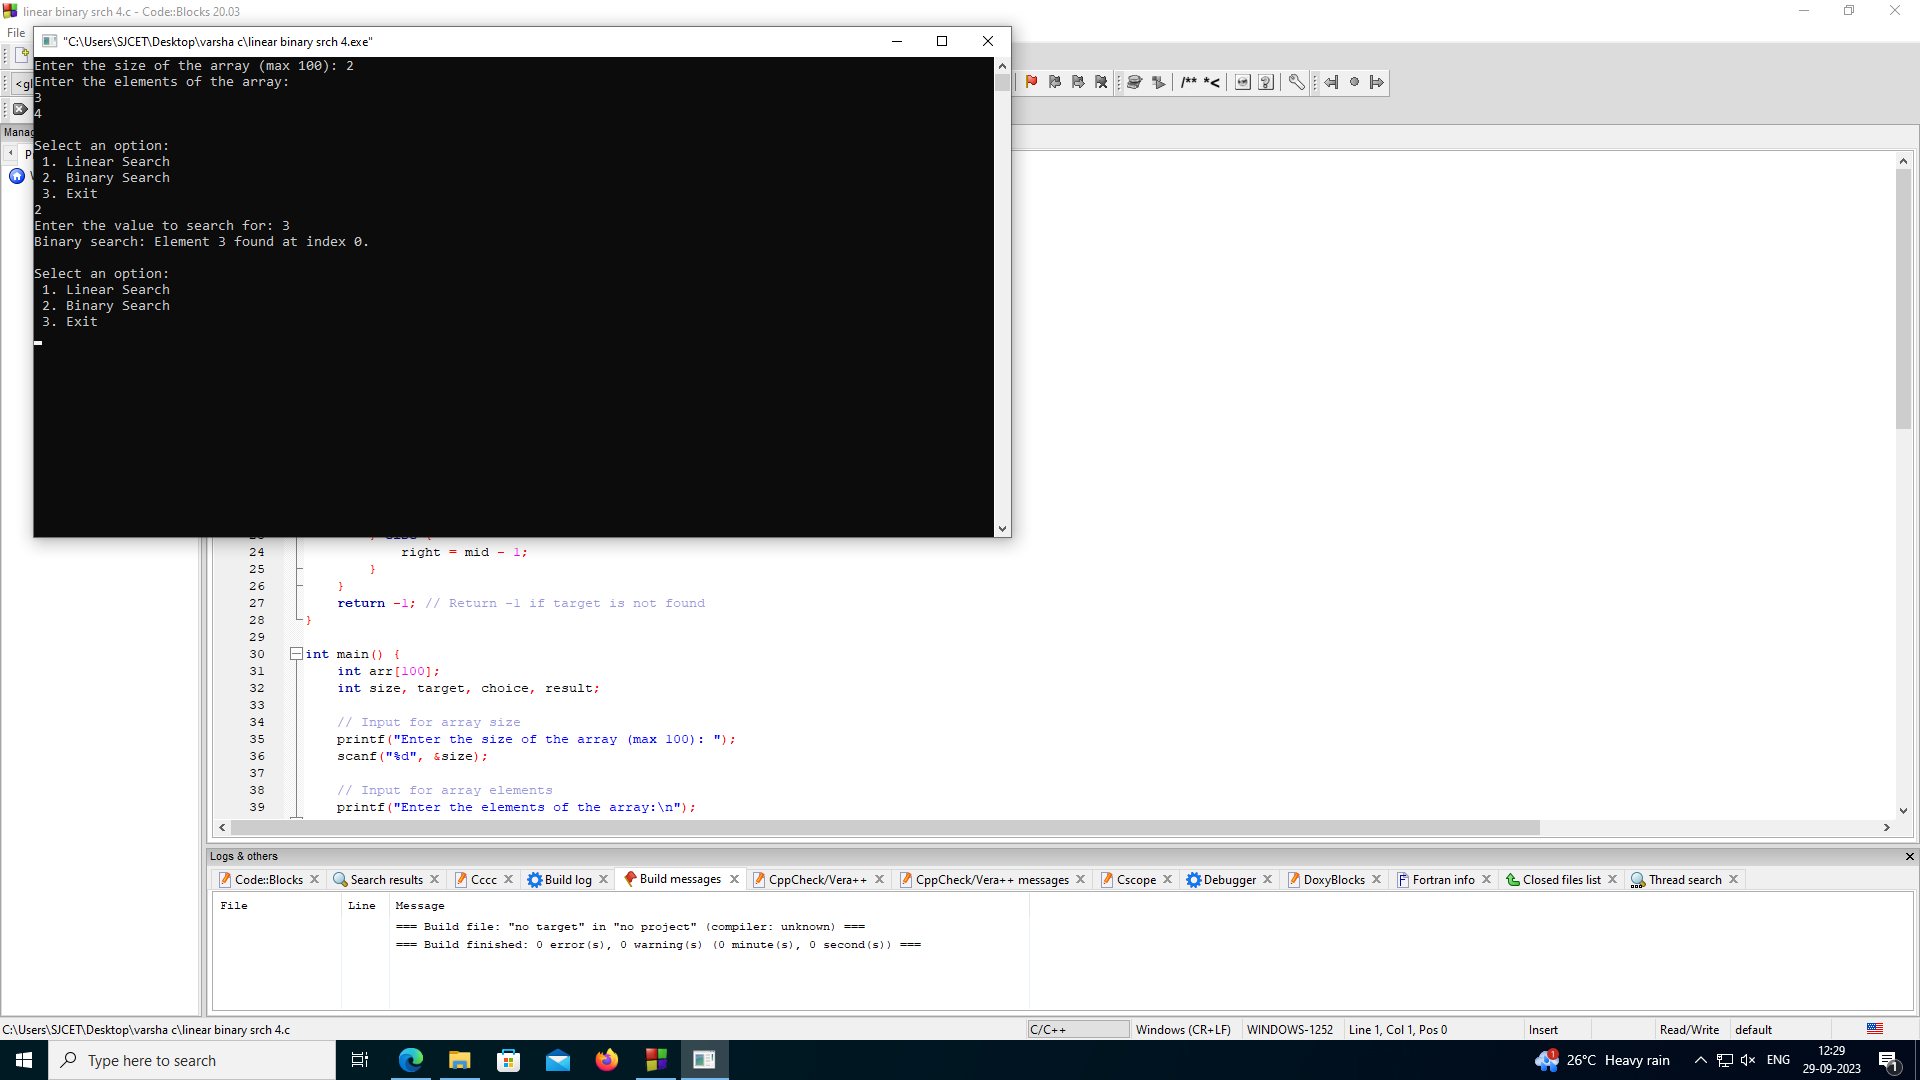 linear binary srch 4.c - Code::Blocks 20.03
File
"C:\Users\SJCET\Desktop\varsha c\linear binary srch 4.exe"
Enter the size of the array (max 100): 2
Enter the elements of the array:
3
4
Select an option:
1. Linear Search
2. Binary Search
3. Exit
2
Enter the value to search for: 3
Binary search: Element 3 found at index 0.
Select an option:
1. Linear Search
2. Binary Search
3. Exit
/** *<
24 right = mid - 1;
25 }
26 }
27 return -1; // Return -1 if target is not found
28 }
29
30 int main() {
31 int arr[100];
32 int size, target, choice, result;
33
34 // Input for array size
35 printf("Enter the size of the array (max 100): ");
36 scanf("%d", &size);
37
38 // Input for array elements
39 printf("Enter the elements of the array:\n");
Logs & others
Code::Blocks Search results Cccc Build log Build messages CppCheck/Vera++ CppCheck/Vera++ messages Cscope Debugger DoxyBlocks Fortran info Closed files list Thread search
File Line Message
=== Build file: "no target" in "no project" (compiler: unknown) ===
=== Build finished: 0 error(s), 0 warning(s) (0 minute(s), 0 second(s)) ===
C:\Users\SJCET\Desktop\varsha c\linear binary srch 4.c C/C++ Windows (CR+LF) WINDOWS-1252 Line 1, Col 1, Pos 0 Insert Read/Write default
Type here to search
1 26°C Heavy rain ENG 12:29 1
29-09-2023